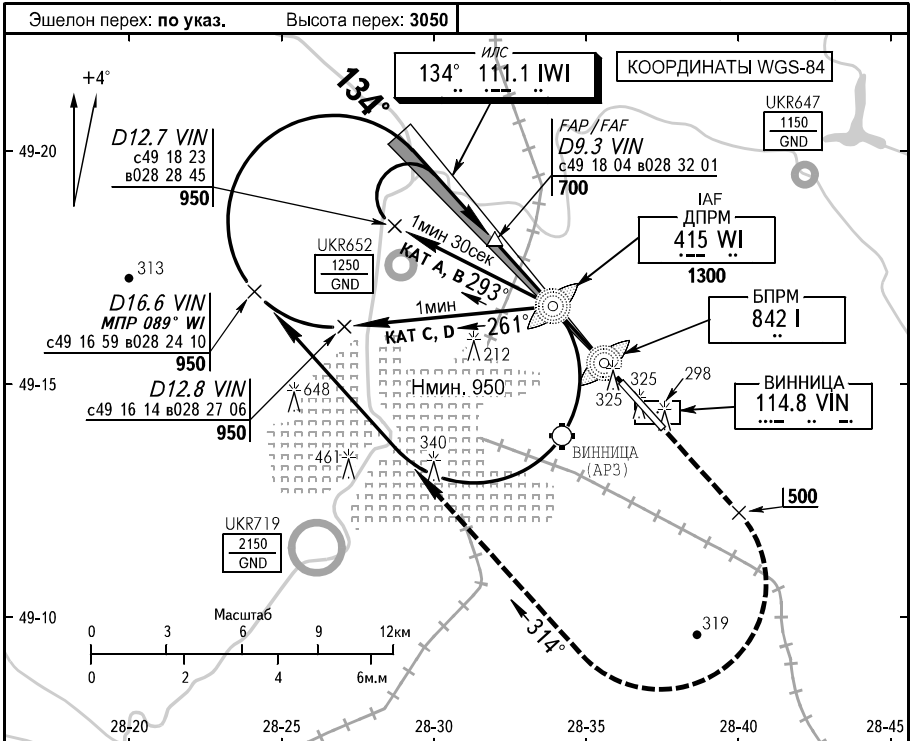 Эшелон перех: по указ. Высота перех: 3050
+4°
134°
ИЛС
134° 111.1 IWI
КООРДИНАТЫ WGS-84
UKR647
1150
GND
49-20
D12.7 VIN
с49 18 23
в028 28 45
950
FAP/FAF
D9.3 VIN
с49 18 04 в028 32 01
700
IAF
ДПРМ
415 WI
1300
UKR652
1250
GND
1мин 30сек
КАТ А, В 293°
313
D16.6 VIN
МПР 089° WI
с49 16 59 в028 24 10
950
1мин
КАТ С, D 261°
БПРМ
842 I
212
D12.8 VIN
с49 16 14 в028 27 06
950
49-15
Нмин. 950
648
325
325
298
ВИННИЦА
114.8 VIN
340
461
ВИННИЦА
(АРЗ)
500
UKR719
2150
GND
49-10
314°
319
Масштаб
0 3 6 9 12км
0 2 4 6м.м
28-20 28-25 28-30 28-35 28-40 28-45